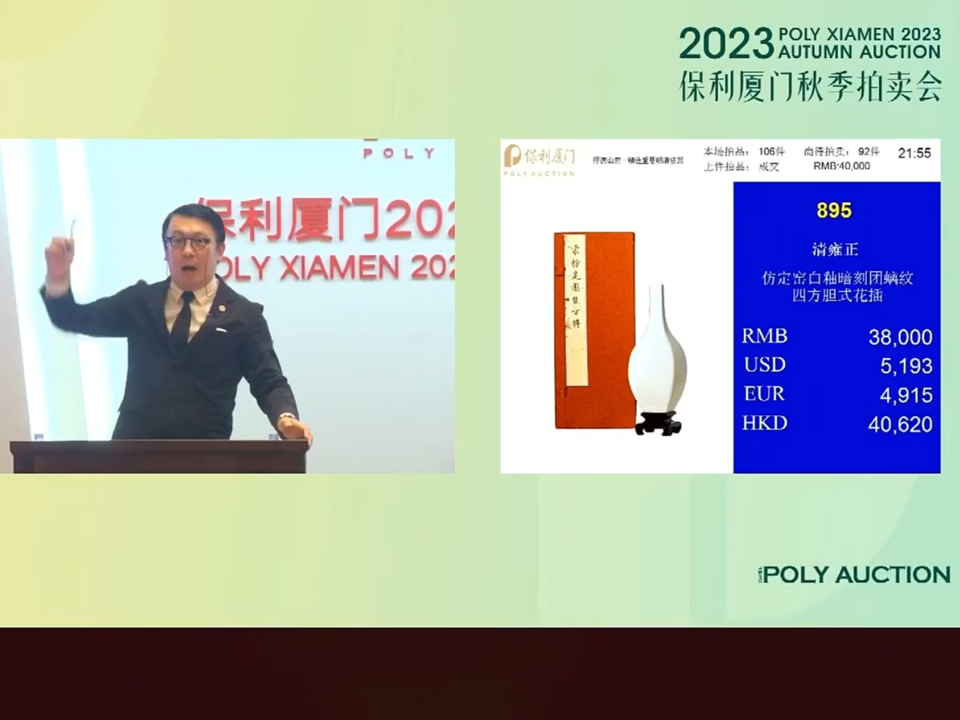 2023 POLY XIAMEN 2023
AUTUMN AUCTION
保利厦门秋季拍卖会
POLY
保利厦门202
POLY XIAMEN 202
保利厦门
POLY AUCTION
本场拍品: 106件 尚待拍卖: 92件 21:55
上件拍品: 成交 RMB:40,000
895
清雍正
仿定窑白釉暗刻团螭纹
四方胆式花插
RMB 38,000
USD 5,193
EUR 4,915
HKD 40,620
POLY AUCTION